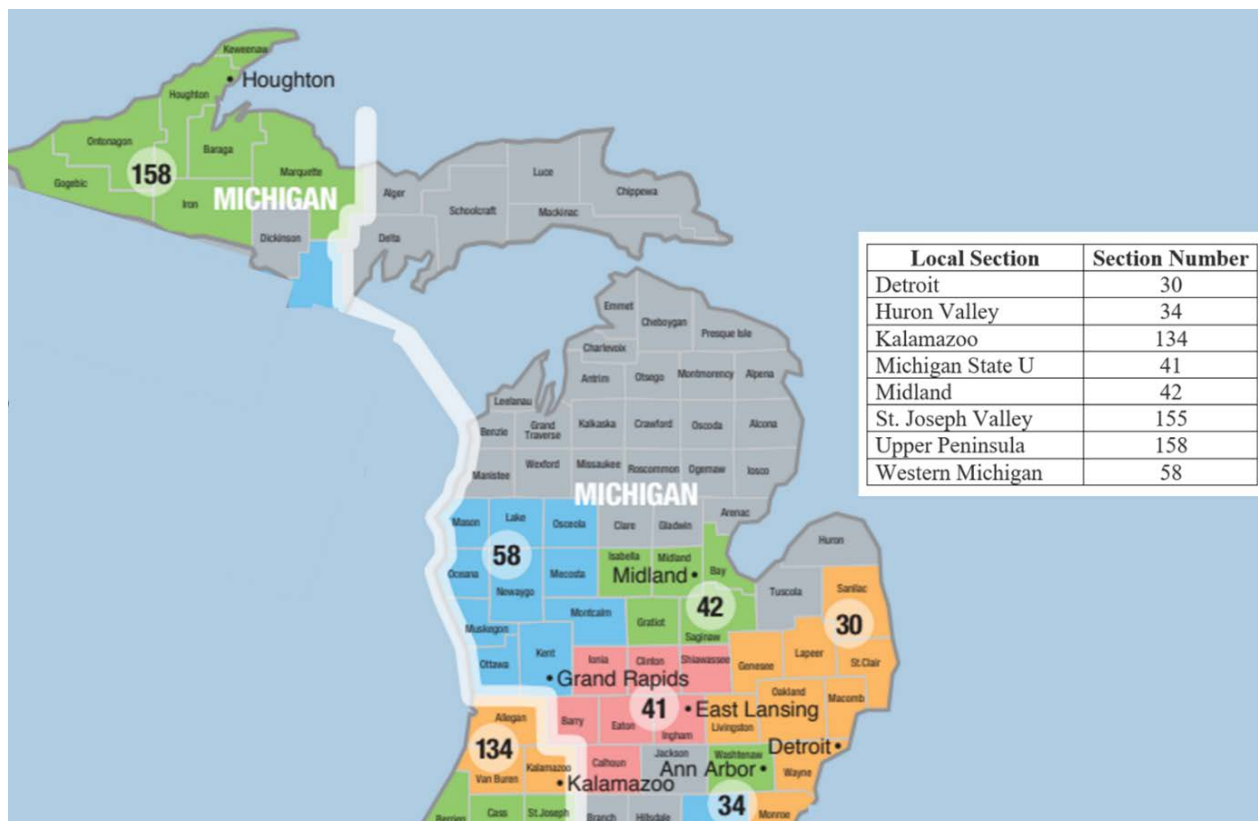 Keweenaw
Houghton
Houghton
Ontonagon
Baraga
158
Marquette
Gogebic
MICHIGAN
Iron
Dickinson
Alger
Luce
Chippewa
Schoolcraft
Mackinac
Delta
Local Section Section Number
Detroit 30
Huron Valley 34
Kalamazoo 134
Michigan State U 41
Midland 42
St. Joseph Valley 155
Upper Peninsula 158
Western Michigan 58
Emmet
Cheboygan
Presque Isle
Charlevoix
Antrim
Otsego
Montmorency
Alpena
Leelanau
Benzie
Grand
Traverse
Kalkaska
Crawford
Oscoda
Alcona
Manistee
Wexford
Missaukee
Roscommon
Ogemaw
Iosco
MICHIGAN
Arenac
Mason
Lake
Osceola
Clare
Gladwin
Huron
58
Isabella
Midland
Bay
Midland
Oceana
Mecosta
Newaygo
Tuscola
Sanilac
42
Montcalm
Gratiot
Saginaw
30
Muskegon
Kent
Ottawa
Ionia
Clinton
Shiawassee
Genesee
Lapeer
St.Clair
Grand Rapids
Oakland
Macomb
Allegan
Barry
Eaton
41
East Lansing
Ingham
Livingston
Detroit
134
Van Buren
Kalamazoo
Kalamazoo
Calhoun
Jackson
Washtenaw
Ann Arbor
Wayne
Berrien
Cass
St.Joseph
Branch
Hillsdale
34
Monroe